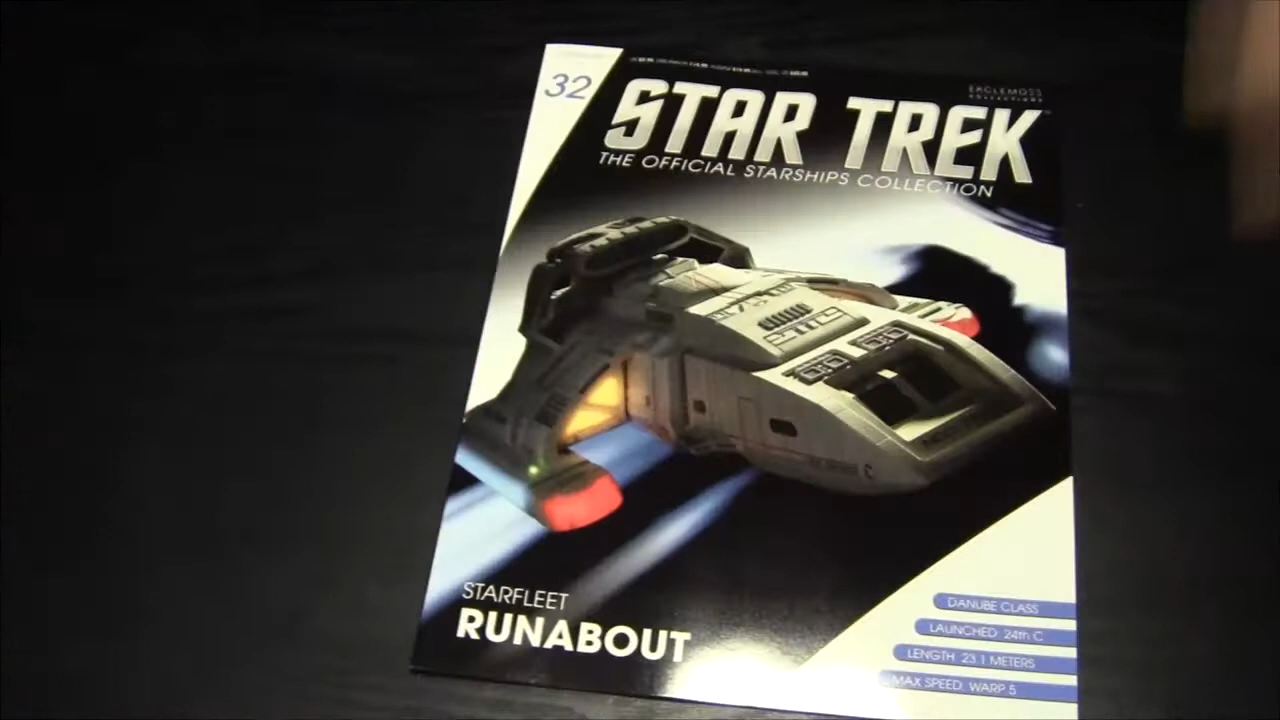 32
EAGLEMOSS
COLLECTIONS
STAR TREK
THE OFFICIAL STARSHIPS COLLECTION
STARFLEET
RUNABOUT
DANUBE CLASS
LAUNCHED: 24th C
LENGTH: 23.1 METERS
MAX SPEED: WARP 5